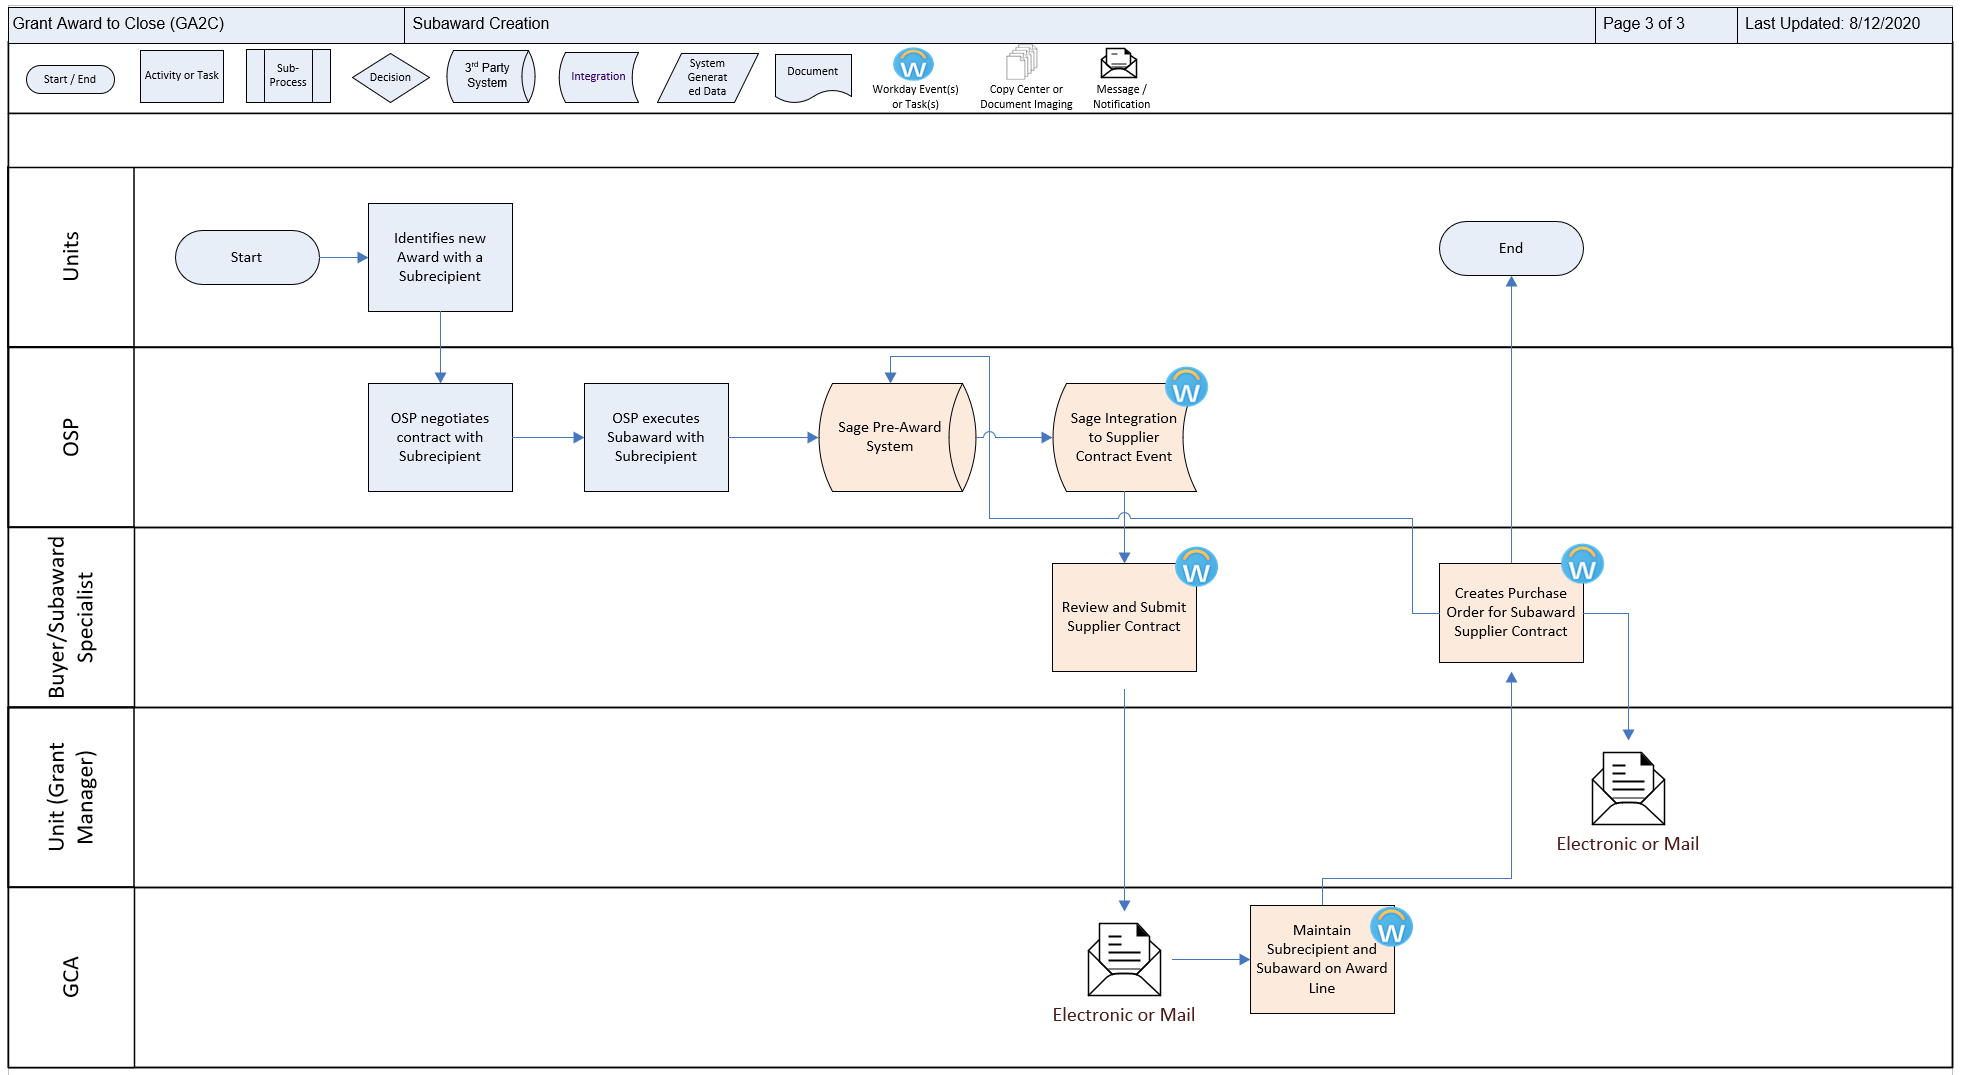 Grant Award to Close (GA2C)
Subaward Creation
Page 3 of 3
Last Updated: 8/12/2020
Start / End
Activity or Task
Sub-
Process
Decision
3rd Party
System
Integration
System
Generat
ed Data
Document
W
Workday Event(s)
or Task(s)
Copy Center or
Document Imaging
Message /
Notification
Units
Start
Identifies new
Award with a
Subrecipient
End
OSP
OSP negotiates
contract with
Subrecipient
OSP executes
Subaward with
Subrecipient
Sage Pre-Award
System
Sage Integration
to Supplier
Contract Event
W
Buyer/Subaward
Specialist
Review and Submit
Supplier Contract
W
Creates Purchase
Order for Subaward
Supplier Contract
W
Unit (Grant
Manager)
Electronic or Mail
GCA
Electronic or Mail
Maintain
Subrecipient and
Subaward on Award
Line
W